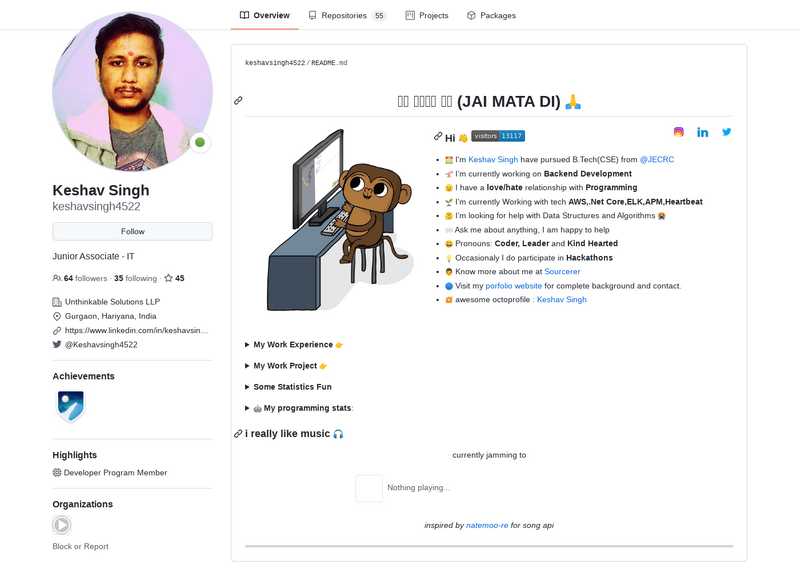 Overview
Repositories 55
Projects
Packages
Keshav Singh
keshavsingh4522
Follow
Junior Associate - IT
64 followers · 35 following · 45
Unthinkable Solutions LLP
Gurgaon, Hariyana, India
https://www.linkedin.com/in/keshavsin...
@Keshavsingh4522
Achievements
Highlights
Developer Program Member
Organizations
Block or Report
keshavsingh4522/README.md
(JAI MATA DI) 🙏
Hi 👋 visitors 13117
I'm Keshav Singh have pursued B.Tech(CSE) from @JECRC
I'm currently working on Backend Development
I have a love/hate relationship with Programming
I'm currently Working with tech AWS,.Net Core,ELK,APM,Heartbeat
I'm looking for help with Data Structures and Algorithms 😭
Ask me about anything, I am happy to help
Pronouns: Coder, Leader and Kind Hearted
Occasionaly I do participate in Hackathons
Know more about me at Sourcerer
Visit my porfolio website for complete background and contact.
awesome octoprofile : Keshav Singh
My Work Experience 👉
My Work Project 👉
Some Statistics Fun
🤖 My programming stats:
i really like music 🎧
currently jamming to
Nothing playing...
inspired by natemoo-re for song api